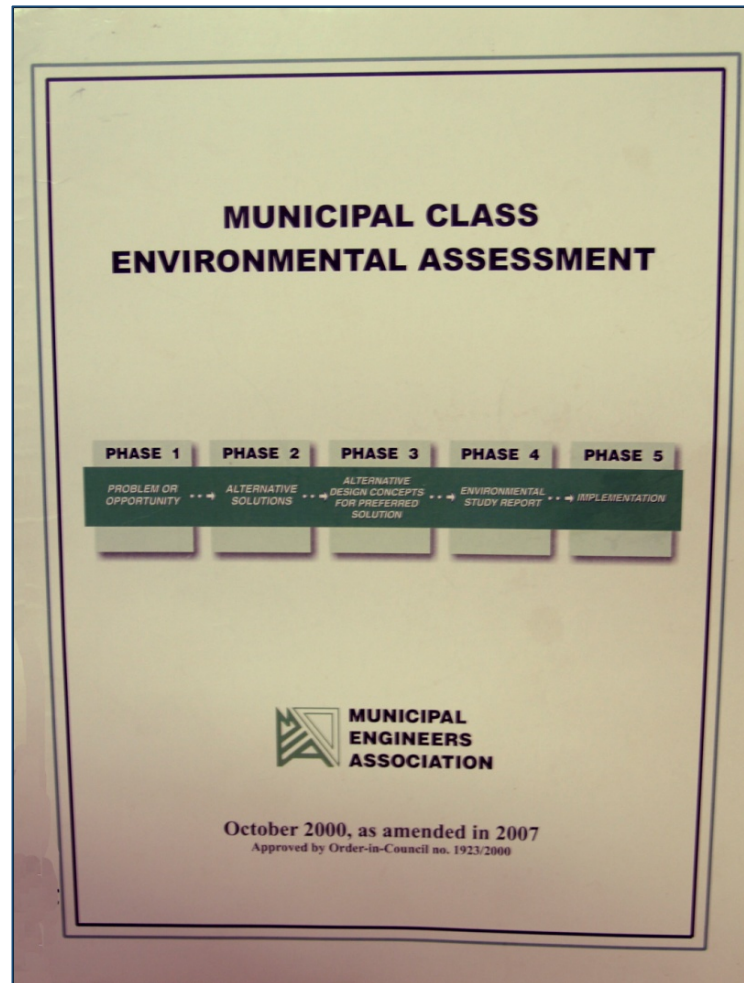 MUNICIPAL CLASS
ENVIRONMENTAL ASSESSMENT
PHASE 1
PROBLEM OR
OPPORTUNITY
PHASE 2
ALTERNATIVE
SOLUTIONS
PHASE 3
ALTERNATIVE
DESIGN CONCEPTS
FOR PREFERRED
SOLUTION
PHASE 4
ENVIRONMENTAL
STUDY REPORT
PHASE 5
IMPLEMENTATION
MEA
MUNICIPAL
ENGINEERS
ASSOCIATION
October 2000, as amended in 2007
Approved by Order-in-Council no. 1923/2000